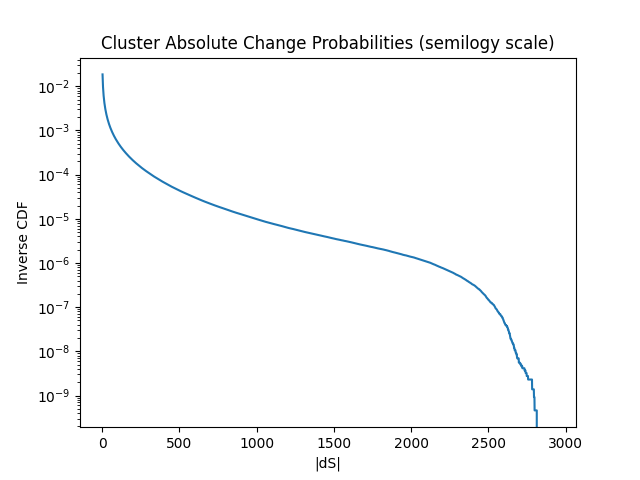 Cluster Absolute Change Probabilities (semilogy scale)
Inverse CDF
10⁻²
10⁻³
10⁻⁴
10⁻⁵
10⁻⁶
10⁻⁷
10⁻⁸
10⁻⁹
0 500 1000 1500 2000 2500 3000
|dS|